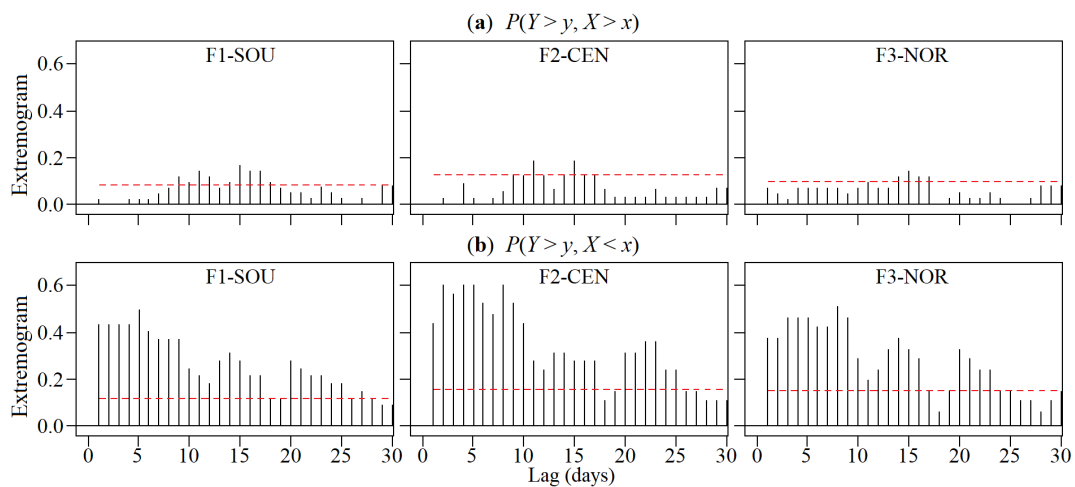 (a) P(Y > y, X > x)
F1-SOU F2-CEN F3-NOR
Extremogram
0.6
0.4
0.2
0.0
(b) P(Y > y, X < x)
F1-SOU F2-CEN F3-NOR
Extremogram
0.6
0.4
0.2
0.0
0 5 10 15 20 25 30 0 5 10 15 20 25 30 0 5 10 15 20 25 30
Lag (days)